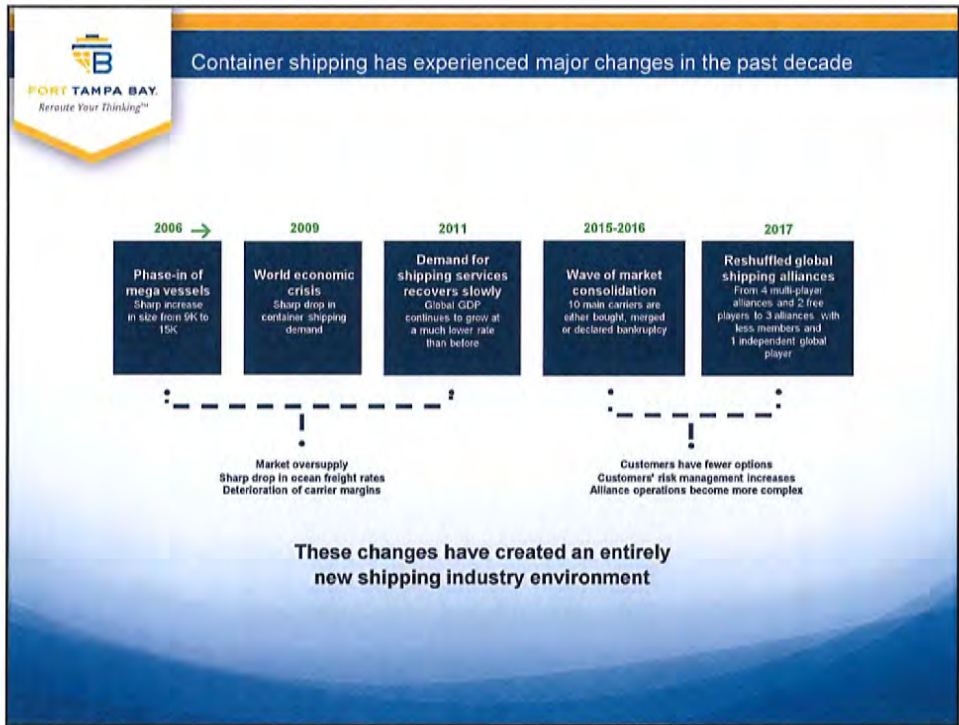 Container shipping has experienced major changes in the past decade
B
PORT TAMPA BAY.
Reroute Your Thinking™
2006 →
Phase-in of
mega vessels
Sharp increase
in size from 9K to
15K
2009
World economic
crisis
Sharp drop in
container shipping
demand
2011
Demand for
shipping services
recovers slowly
Global GDP
continues to grow at
a much lower rate
than before
2015-2016
Wave of market
consolidation
10 main carriers are
either bought, merged
or declared bankruptcy
2017
Reshuffled global
shipping alliances
From 4 multi-player
alliances and 2 free
players to 3 alliances with
less members and
1 independent global
player
Market oversupply
Sharp drop in ocean freight rates
Deterioration of carrier margins
Customers have fewer options
Customers' risk management increases
Alliance operations become more complex
These changes have created an entirely
new shipping industry environment